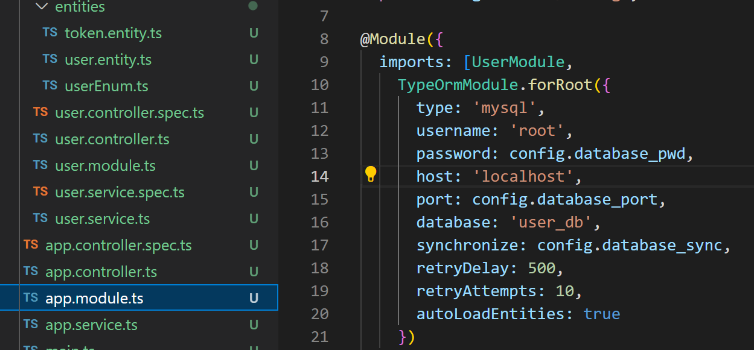 entities
TS token.entity.ts U
TS user.entity.ts U
TS userEnum.ts U
TS user.controller.spec.ts U
TS user.controller.ts U
TS user.module.ts U
TS user.service.spec.ts U
TS user.service.ts U
TS app.controller.spec.ts U
TS app.controller.ts U
TS app.module.ts U
TS app.service.ts U
TS main.ts U
7
8 @Module({
9 imports: [UserModule,
10 TypeOrmModule.forRoot({
11 type: 'mysql',
12 username: 'root',
13 password: config.database_pwd,
14 host: 'localhost',
15 port: config.database_port,
16 database: 'user_db',
17 synchronize: config.database_sync,
18 retryDelay: 500,
19 retryAttempts: 10,
20 autoLoadEntities: true
21 })